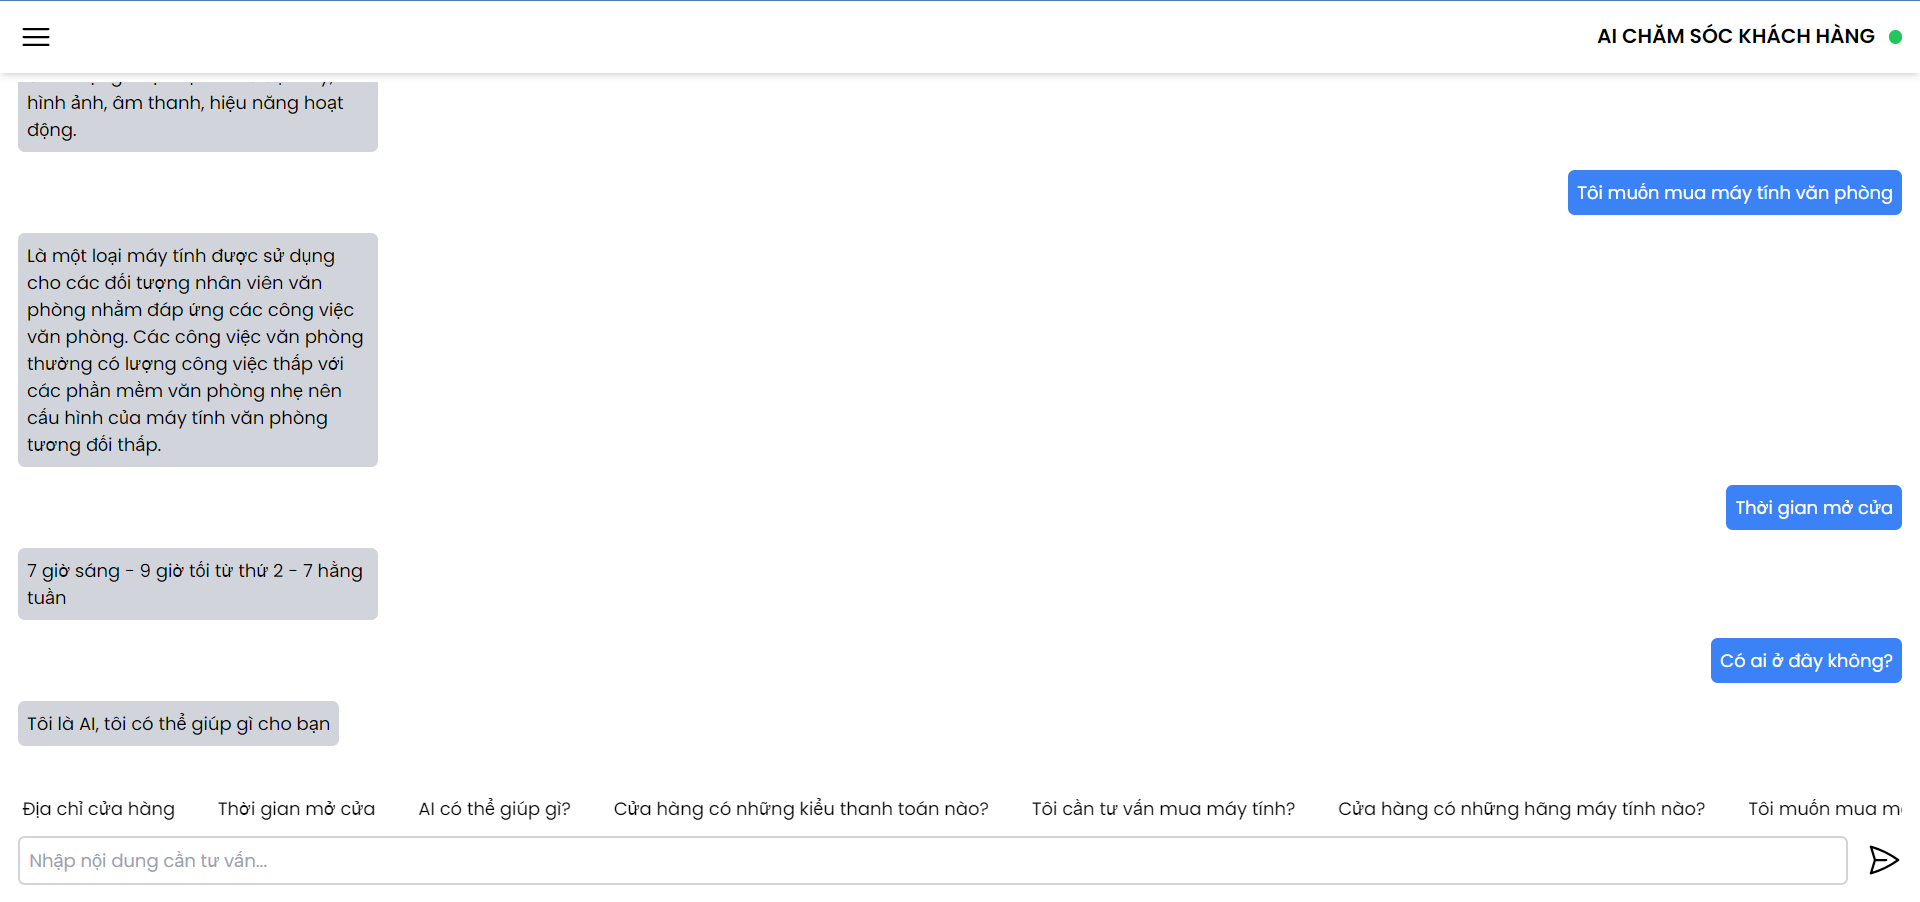 AI CHĂM SÓC KHÁCH HÀNG
hình ảnh, âm thanh, hiệu năng hoạt
động.
Tôi muốn mua máy tính văn phòng
Là một loại máy tính được sử dụng
cho các đối tượng nhân viên văn
phòng nhằm đáp ứng các công việc
văn phòng. Các công việc văn phòng
thường có lượng công việc thấp với
các phần mềm văn phòng nhẹ nên
cấu hình của máy tính văn phòng
tương đối thấp.
Thời gian mở cửa
7 giờ sáng - 9 giờ tối từ thứ 2 - 7 hằng
tuần
Có ai ở đây không?
Tôi là AI, tôi có thể giúp gì cho bạn
Địa chỉ cửa hàng
Thời gian mở cửa
AI có thể giúp gì?
Cửa hàng có những kiểu thanh toán nào?
Tôi cần tư vấn mua máy tính?
Cửa hàng có những hãng máy tính nào?
Tôi muốn mua
Nhập nội dung cần tư vấn...